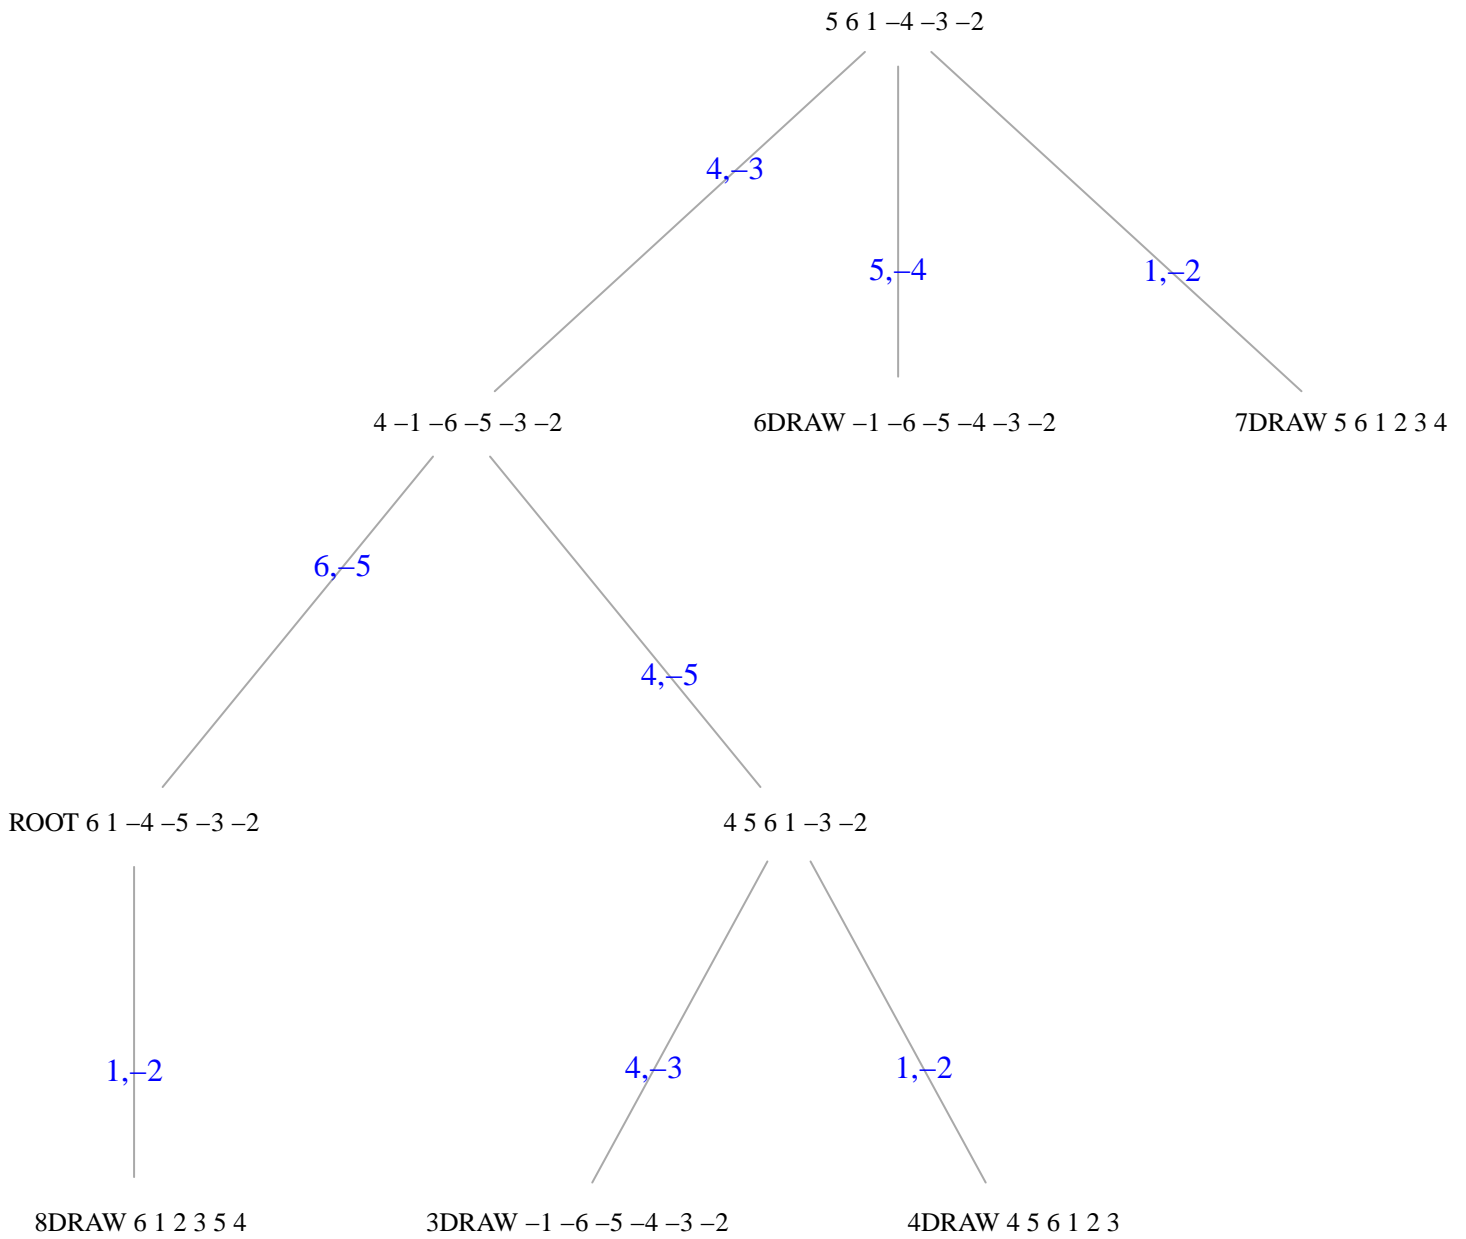 5 6 1 –4 –3 –2
4,–3
5,–4
1,–2
4 –1 –6 –5 –3 –2
6DRAW –1 –6 –5 –4 –3 –2
7DRAW 5 6 1 2 3 4
6,–5
4,–5
ROOT 6 1 –4 –5 –3 –2
4 5 6 1 –3 –2
1,–2
4,–3
1,–2
8DRAW 6 1 2 3 5 4
3DRAW –1 –6 –5 –4 –3 –2
4DRAW 4 5 6 1 2 3